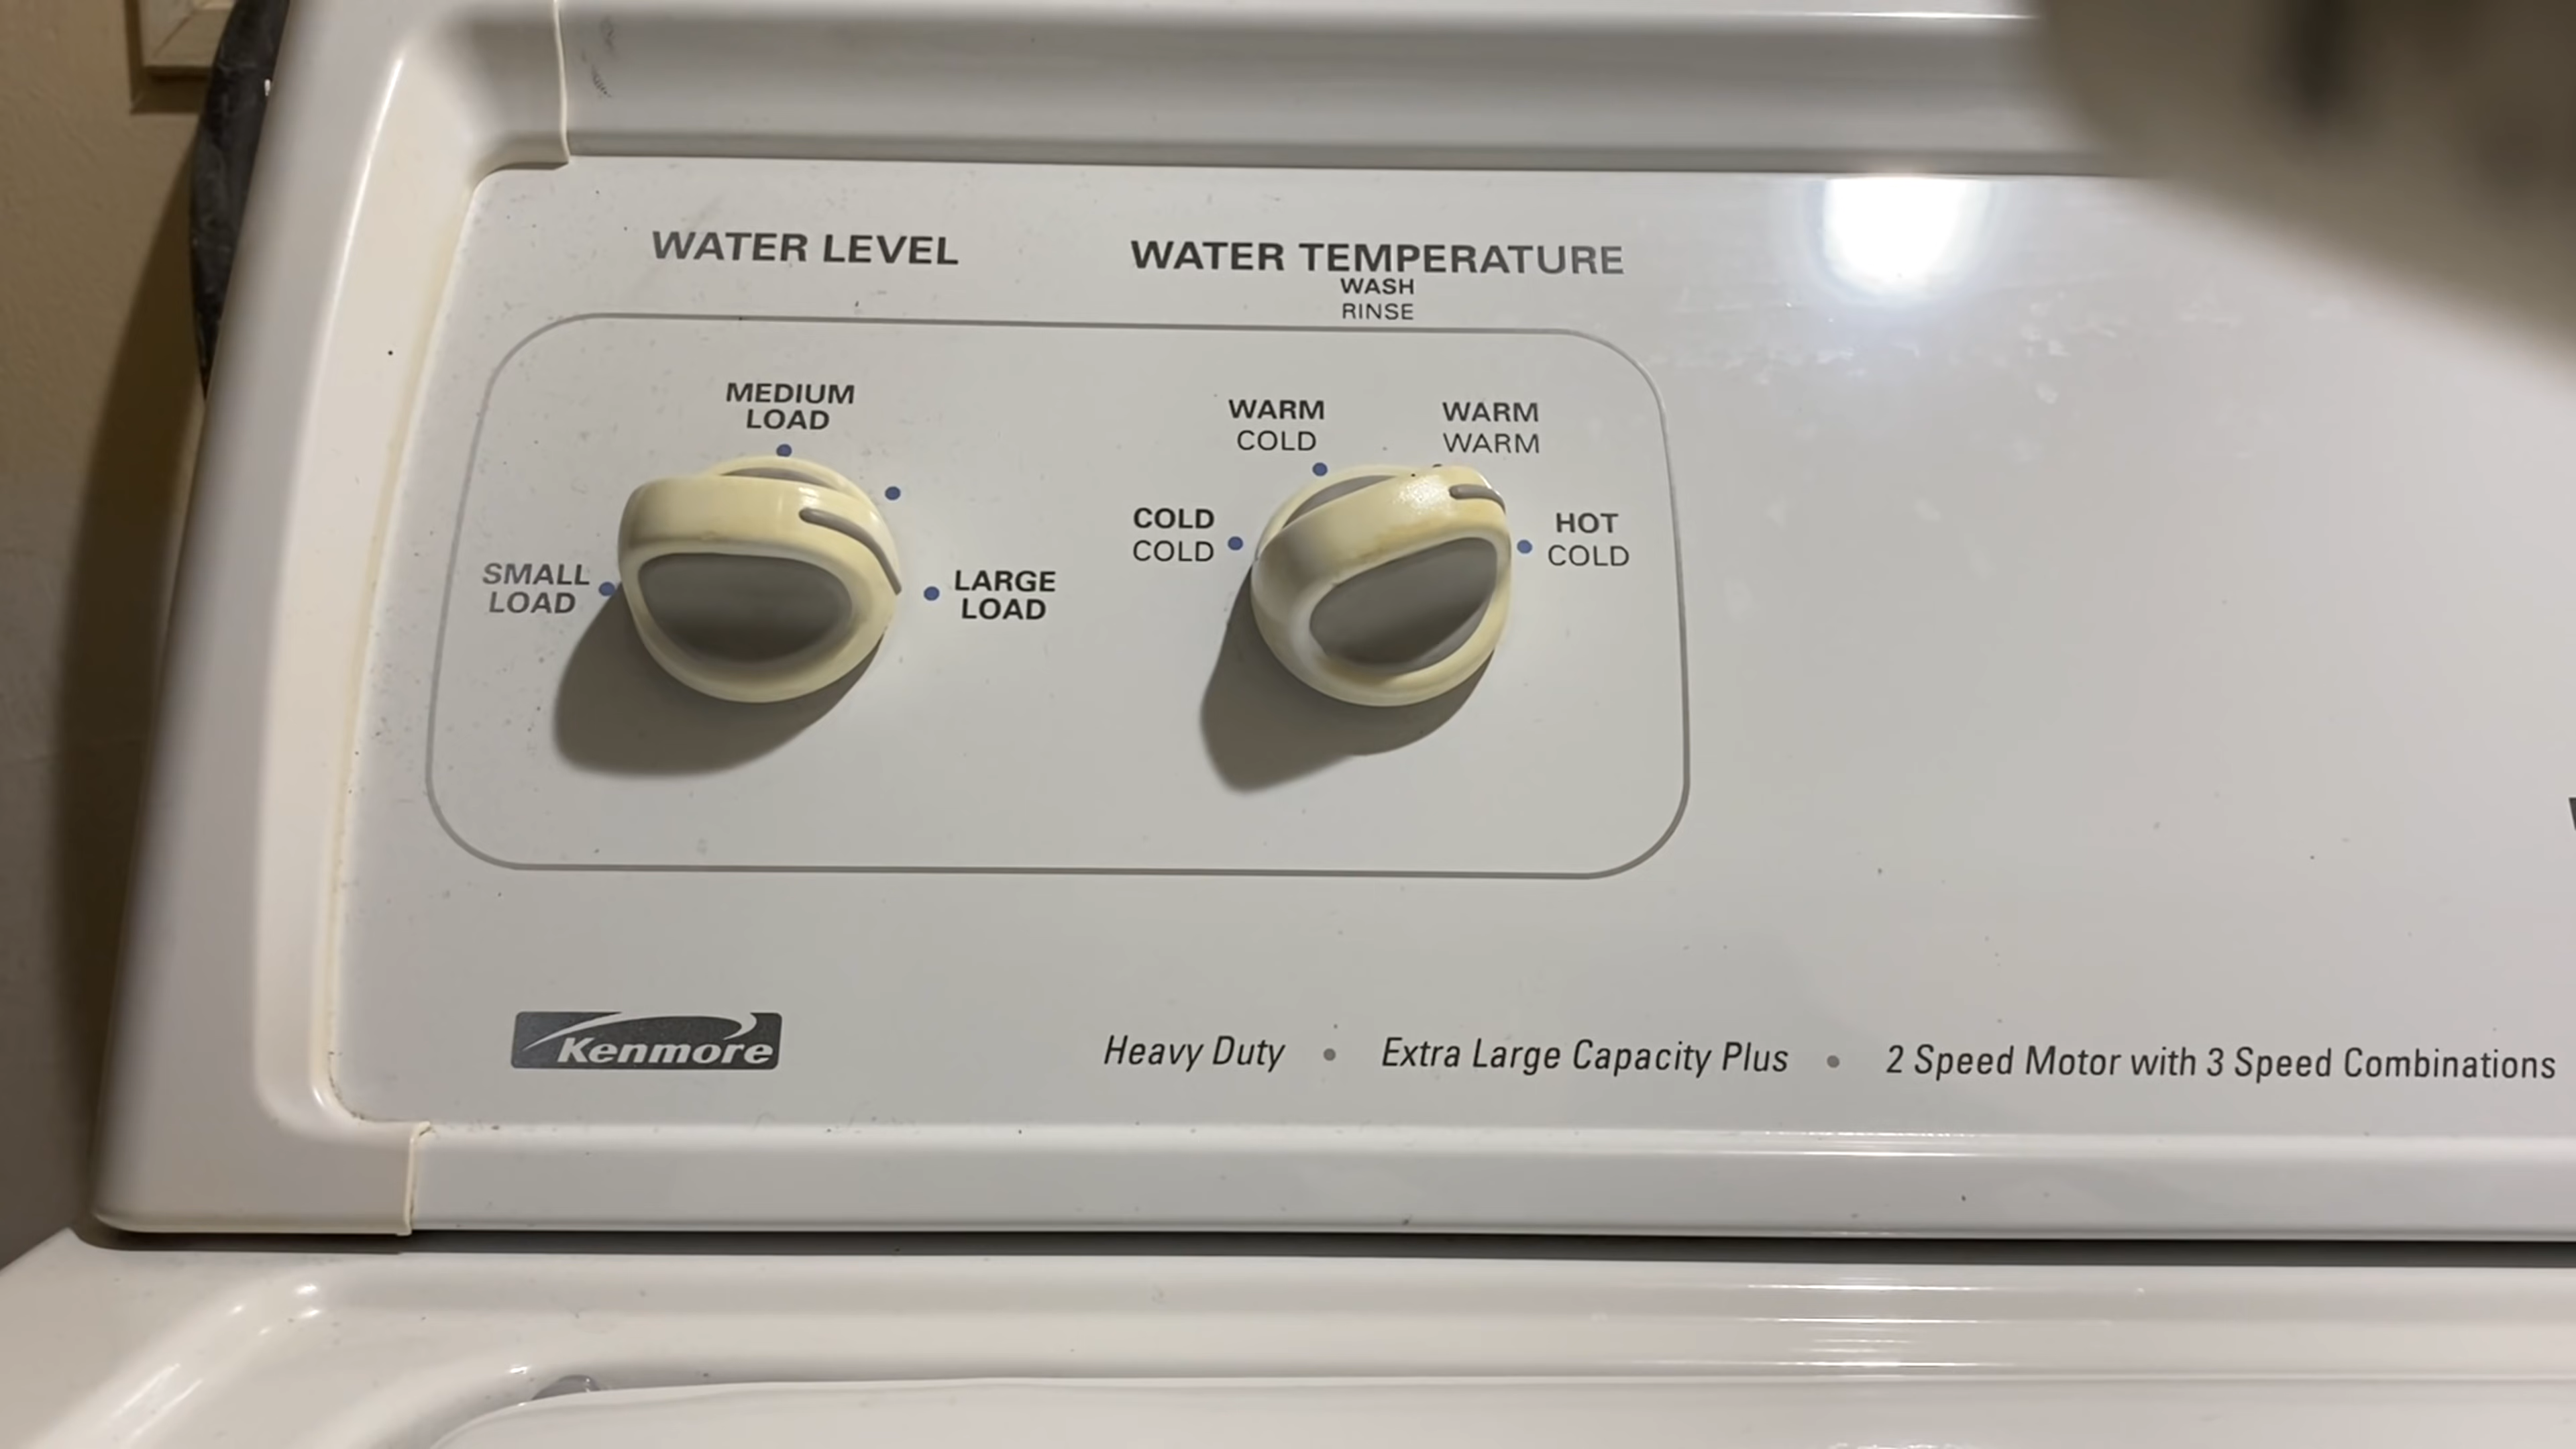 WATER LEVEL
WATER TEMPERATURE
WASH
RINSE
MEDIUM
LOAD
SMALL
LOAD
LARGE
LOAD
WARM
COLD
WARM
WARM
COLD
COLD
HOT
COLD
Kenmore
Heavy Duty • Extra Large Capacity Plus • 2 Speed Motor with 3 Speed Combinations